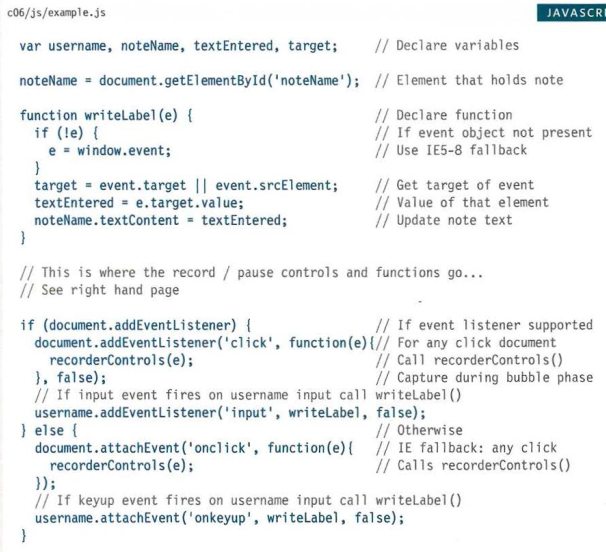 c06/js/example.js JAVASCRI
var username, noteName, textEntered, target; // Declare variables
noteName = document.getElementById('noteName'); // Element that holds note
function writeLabel(e) { // Declare function
if (!e) { // If event object not present
e = window.event; // Use IE5-8 fallback
}
target = event.target || event.srcElement; // Get target of event
textEntered = e.target.value; // Value of that element
noteName.textContent = textEntered; // Update note text
}
// This is where the record / pause controls and functions go...
// See right hand page
if (document.addEventListener) { // If event listener supported
document.addEventListener('click', function(e){// For any click document
recorderControls(e); // Call recorderControls()
}, false); // Capture during bubble phase
// If input event fires on username input call writeLabel()
username.addEventListener('input', writeLabel, false);
} else { // Otherwise
document.attachEvent('onclick', function(e){ // IE fallback: any click
recorderControls(e); // Calls recorderControls()
});
// If keyup event fires on username input call writeLabel()
username.attachEvent('onkeyup', writeLabel, false);
}